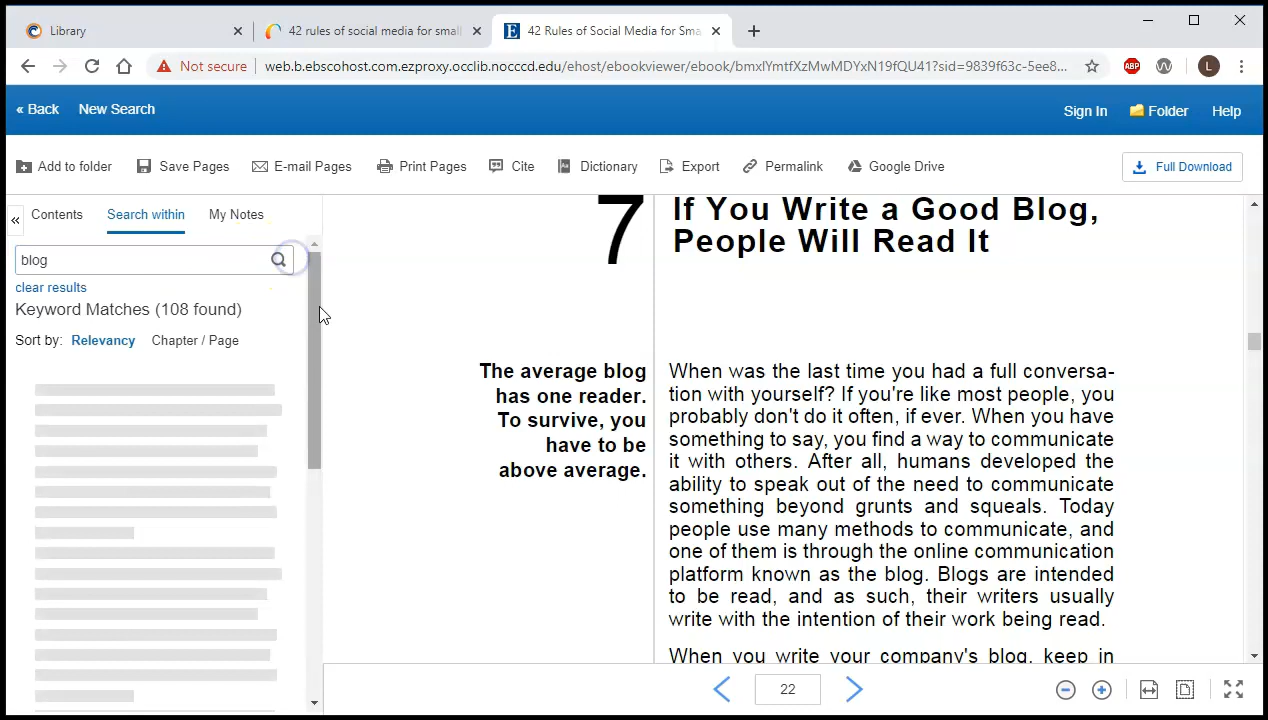 Library
42 rules of social media for small
42 Rules of Social Media for Sma
Not secure
web.b.ebscohost.com.ezproxy.occlib.nocccd.edu/ehost/ebookviewer/ebook/bmxlYmtfXzMwMDYxN19fQU41?sid=9839f63c-5ee8...
ABP
L
« Back
New Search
Sign In
Folder
Help
Add to folder
Save Pages
E-mail Pages
Print Pages
Cite
Dictionary
Export
Permalink
Google Drive
Full Download
«
Contents
Search within
My Notes
blog
clear results
Keyword Matches (108 found)
Sort by: Relevancy Chapter / Page
7
If You Write a Good Blog,
People Will Read It
The average blog
has one reader.
To survive, you
have to be
above average.
When was the last time you had a full conversa-
tion with yourself? If you're like most people, you
probably don't do it often, if ever. When you have
something to say, you find a way to communicate
it with others. After all, humans developed the
ability to speak out of the need to communicate
something beyond grunts and squeals. Today
people use many methods to communicate, and
one of them is through the online communication
platform known as the blog. Blogs are intended
to be read, and as such, their writers usually
write with the intention of their work being read.
When you write your company's blog, keep in
22